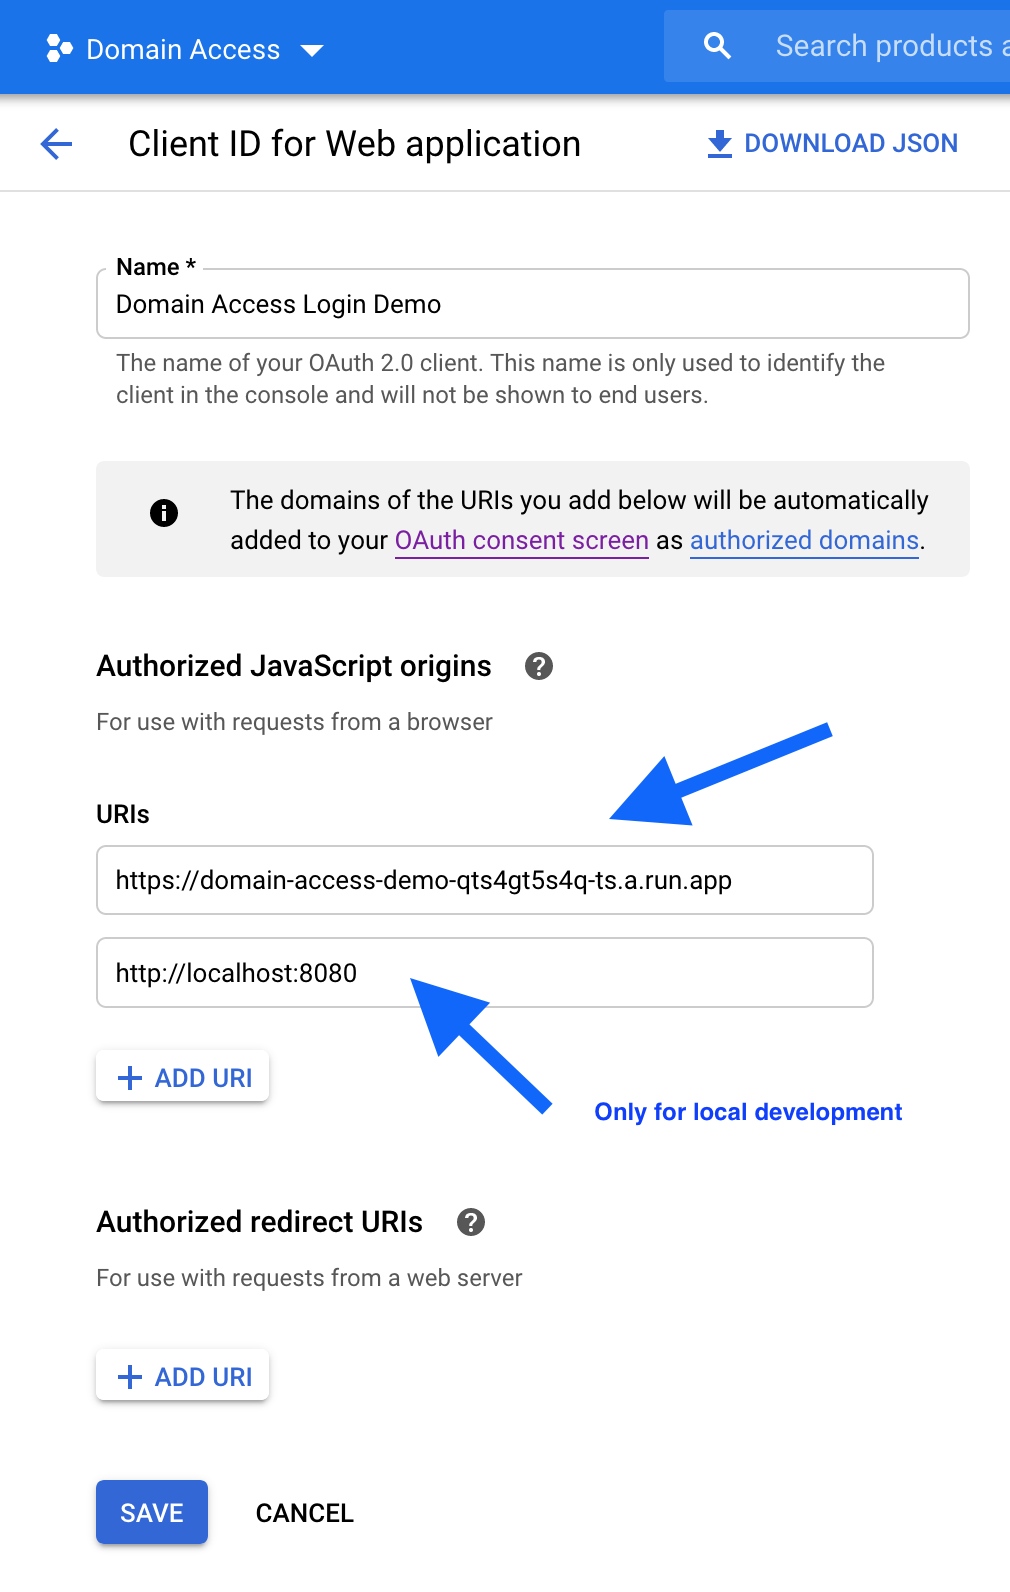 Domain Access
Search products
Client ID for Web application
DOWNLOAD JSON
Name *
Domain Access Login Demo
The name of your OAuth 2.0 client. This name is only used to identify the
client in the console and will not be shown to end users.
The domains of the URIs you add below will be automatically
added to your OAuth consent screen as authorized domains.
Authorized JavaScript origins
For use with requests from a browser
URIs
https://domain-access-demo-qts4gt5s4q-ts.a.run.app
http://localhost:8080
ADD URI
Only for local development
Authorized redirect URIs
For use with requests from a web server
ADD URI
SAVE
CANCEL